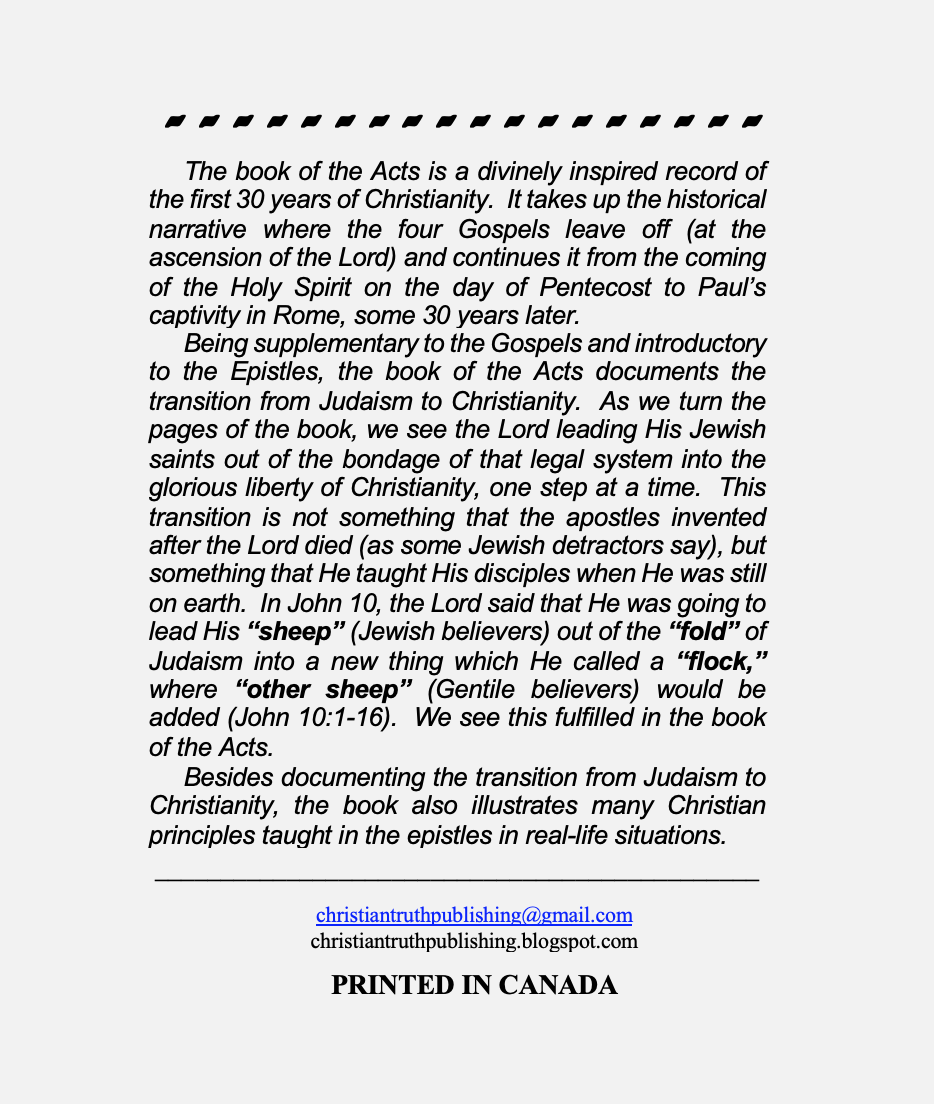 The book of the Acts is a divinely inspired record of
the first 30 years of Christianity.  It takes up the historical
narrative where the four Gospels leave off (at the
ascension of the Lord) and continues it from the coming
of the Holy Spirit on the day of Pentecost to Paul’s
captivity in Rome, some 30 years later.
Being supplementary to the Gospels and introductory
to the Epistles, the book of the Acts documents the
transition from Judaism to Christianity.  As we turn the
pages of the book, we see the Lord leading His Jewish
saints out of the bondage of that legal system into the
glorious liberty of Christianity, one step at a time.  This
transition is not something that the apostles invented
after the Lord died (as some Jewish detractors say), but
something that He taught His disciples when He was still
on earth.  In John 10, the Lord said that He was going to
lead His “sheep” (Jewish believers) out of the “fold” of
Judaism into a new thing which He called a “flock,”
where “other sheep” (Gentile believers) would be
added (John 10:1-16).  We see this fulfilled in the book
of the Acts.
Besides documenting the transition from Judaism to
Christianity, the book also illustrates many Christian
principles taught in the epistles in real-life situations.
christiantruthpublishing@gmail.com
christiantruthpublishing.blogspot.com
PRINTED IN CANADA